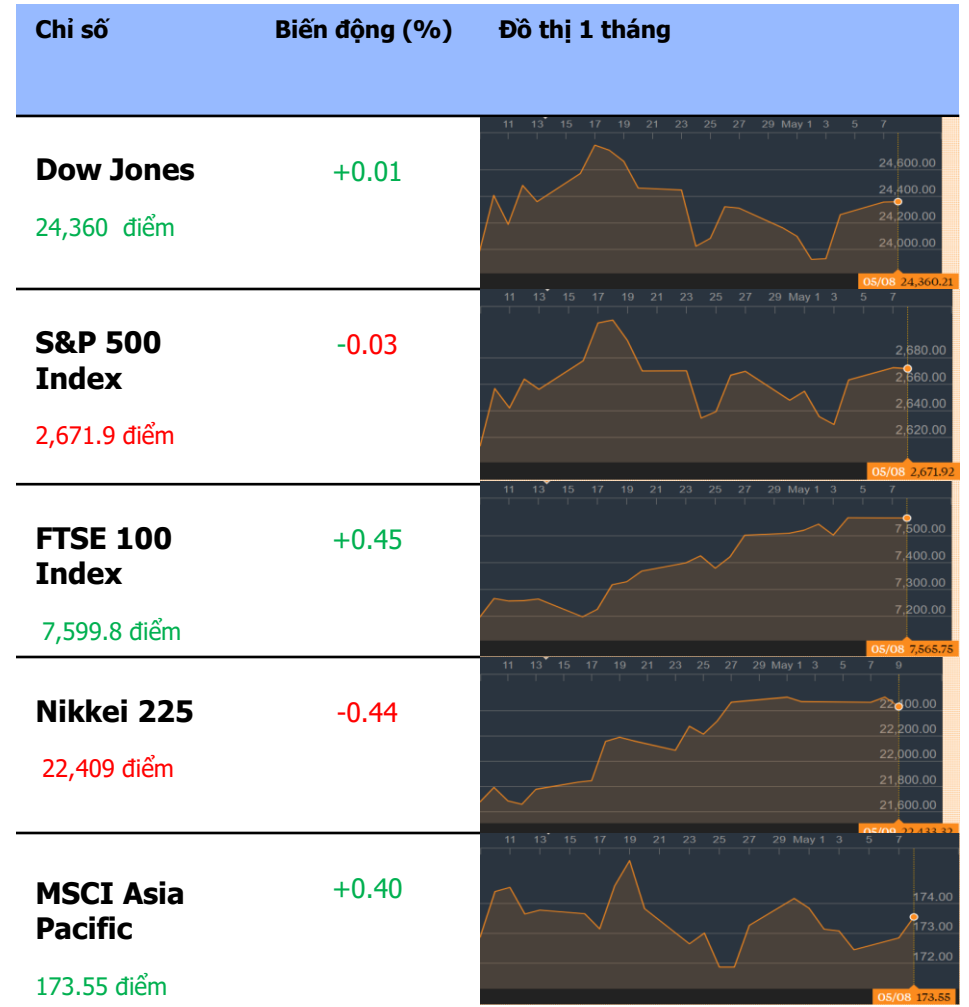 Chỉ số Biến động (%) Đồ thị 1 tháng
11 13 15 17 19 21 23 25 27 29 May 1 3 5 7
Dow Jones
+0.01
24,360 điểm
24,600.00
24,400.00
24,200.00
24,000.00
05/08 24,360.21
11 13 15 17 19 21 23 25 27 29 May 1 3 5 7
S&P 500
Index
-0.03
2,671.9 điểm
2,680.00
2,660.00
2,640.00
2,620.00
05/08 2,671.92
11 13 15 17 19 21 23 25 27 29 May 1 3 5 7
FTSE 100
Index
+0.45
7,599.8 điểm
7,500.00
7,400.00
7,300.00
7,200.00
05/08 7,565.75
11 13 15 17 19 21 23 25 27 29 May 1 3 5 7 9
Nikkei 225
-0.44
22,409 điểm
22,400.00
22,200.00
22,000.00
21,800.00
21,600.00
05/09 22,433.32
11 13 15 17 19 21 23 25 27 29 May 1 3 5 7
MSCI Asia
Pacific
+0.40
173.55 điểm
174.00
173.00
172.00
05/08 173.55